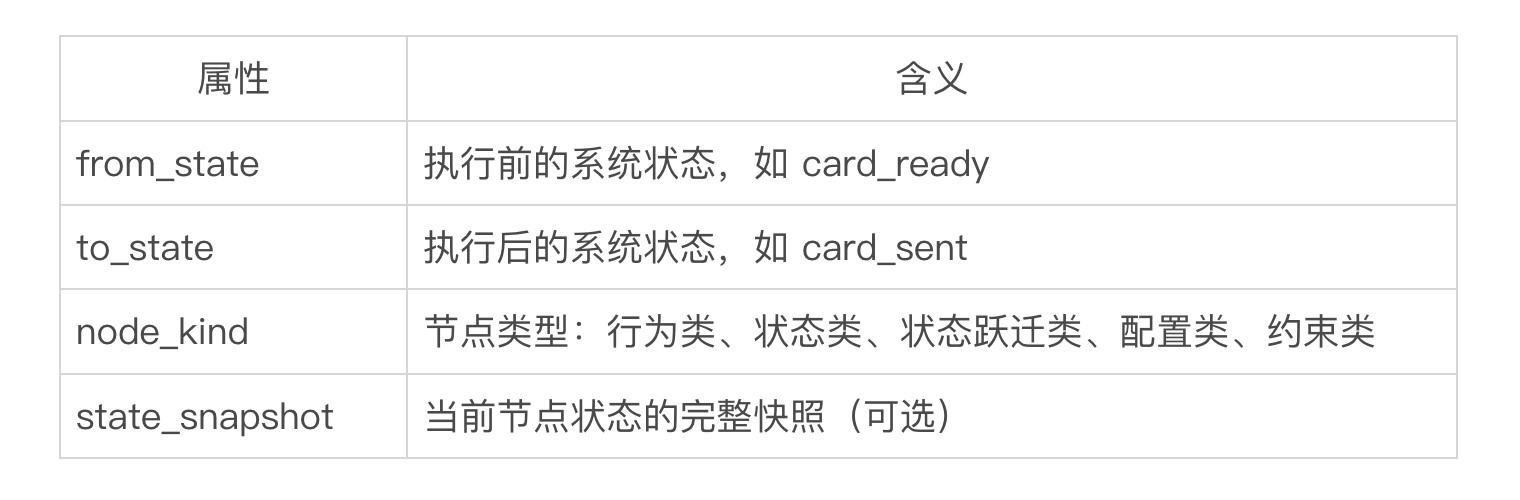 属性 含义
from_state 执行前的系统状态，如 card_ready
to_state 执行后的系统状态，如 card_sent
node_kind 节点类型：行为类、状态类、状态跃迁类、配置类、约束类
state_snapshot 当前节点状态的完整快照（可选）